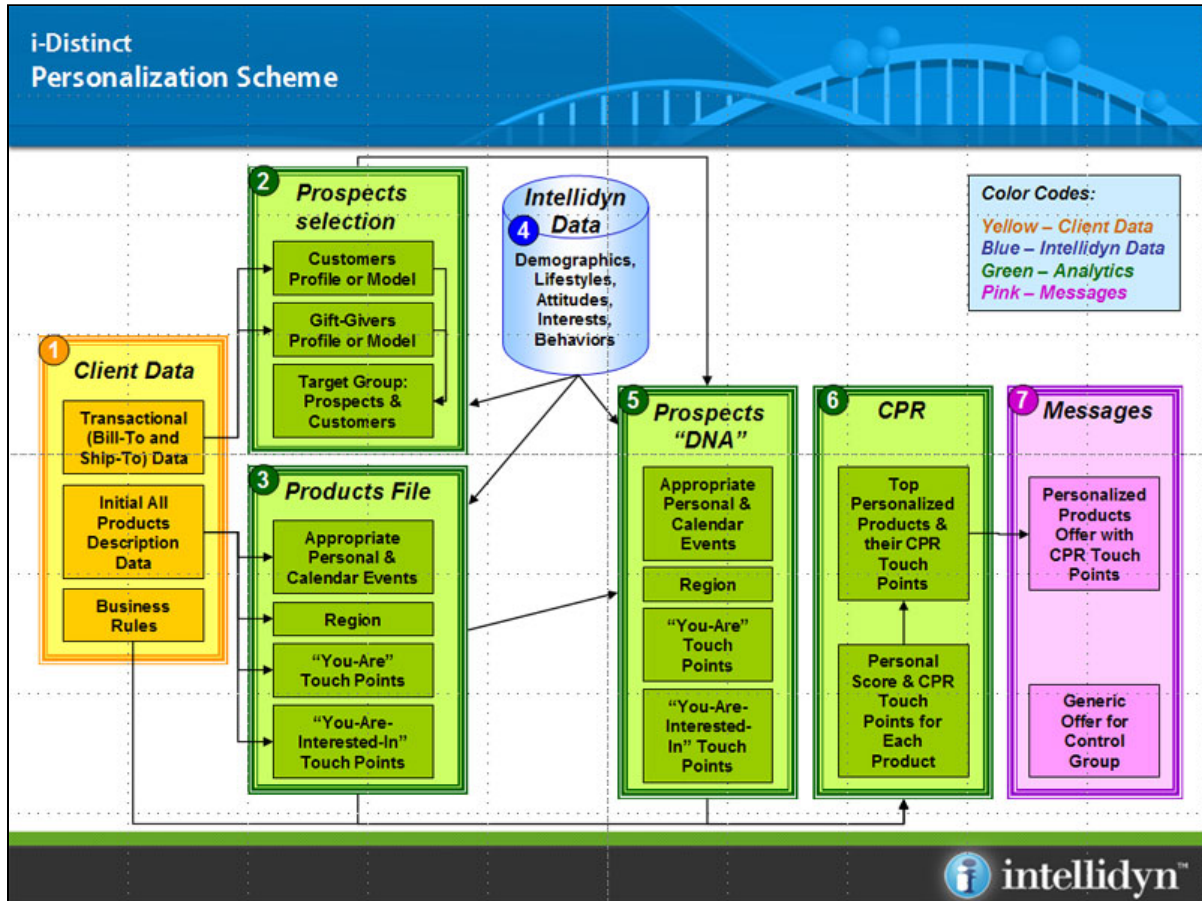 i-Distinct
Personalization Scheme
2
Prospects
selection
Customers
Profile or Model
Gift-Givers
Profile or Model
Target Group:
Prospects &
Customers
Intellidyn
Data
4
Demographics,
Lifestyles,
Attitudes,
Interests,
Behaviors
Color Codes:
Yellow – Client Data
Blue – Intellidyn Data
Green – Analytics
Pink – Messages
1
Client Data
Transactional
(Bill-To and
Ship-To) Data
Initial All
Products
Description
Data
Business
Rules
3
Products File
Appropriate
Personal &
Calendar Events
Region
“You-Are”
Touch Points
“You-Are-
Interested-In”
Touch Points
5
Prospects
“DNA”
Appropriate
Personal &
Calendar
Events
Region
“You-Are”
Touch
Points
“You-Are-
Interested-
In” Touch
Points
6
CPR
Top
Personalized
Products &
their CPR
Touch
Points
Personal
Score & CPR
Touch
Points for
Each
Product
7
Messages
Personalized
Products
Offer with
CPR Touch
Points
Generic
Offer for
Control
Group
i intellidyn™